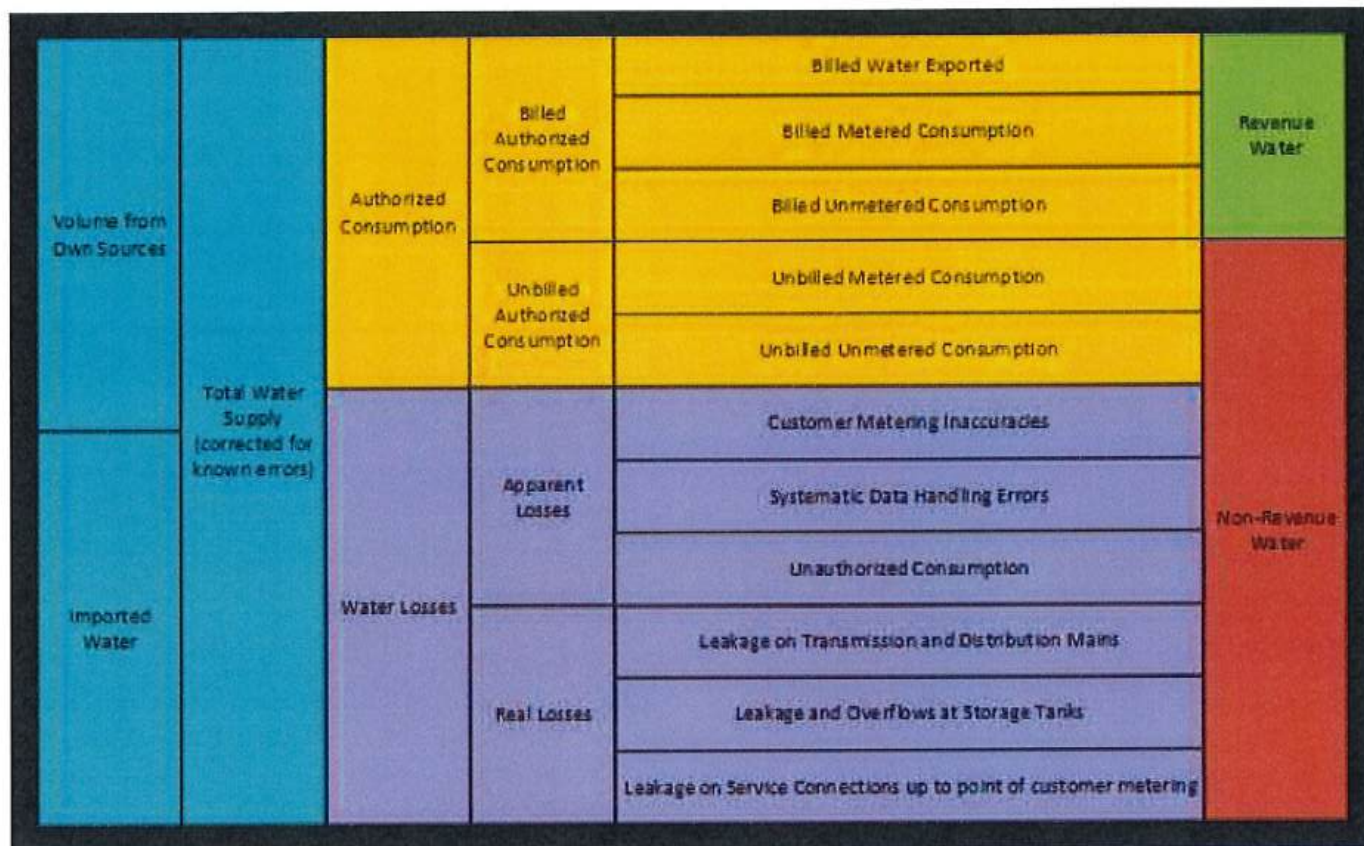 Volume from
Own Sources
Imported
Water
Total Water
Supply
(corrected for
known errors)
Authorized
Consumption
Water Losses
Billed
Authorized
Consumption
Unbilled
Authorized
Consumption
Apparent
Losses
Real Losses
Billed Water Exported
Billed Metered Consumption
Billed Unmetered Consumption
Unbilled Metered Consumption
Unbilled Unmetered Consumption
Customer Metering Inaccuracies
Systematic Data Handling Errors
Unauthorized Consumption
Leakage on Transmission and Distribution Mains
Leakage and Overflows at Storage Tanks
Leakage on Service Connections up to point of customer metering
Revenue
Water
Non-Revenue
Water